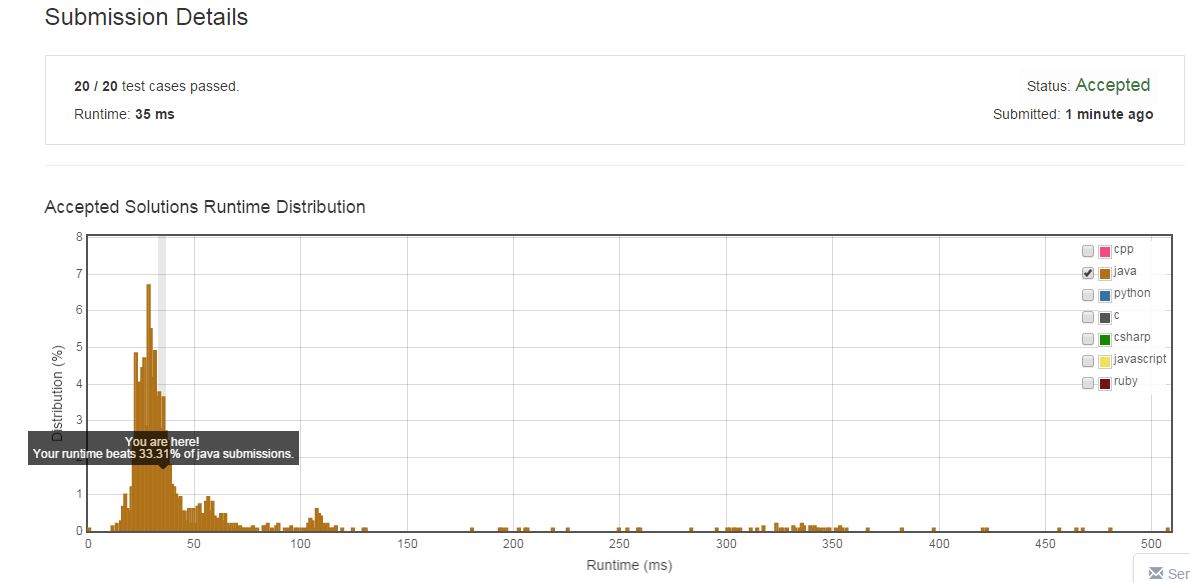 Submission Details
20 / 20 test cases passed.
Status: Accepted
Runtime: 35 ms
Submitted: 1 minute ago
Accepted Solutions Runtime Distribution
8
7
6
5
4
3
2
1
0
Distribution (%)
You are here!
Your runtime beats 33.31% of java submissions.
cpp
java
python
c
csharp
javascript
ruby
0 50 100 150 200 250 300 350 400 450 500
Runtime (ms)